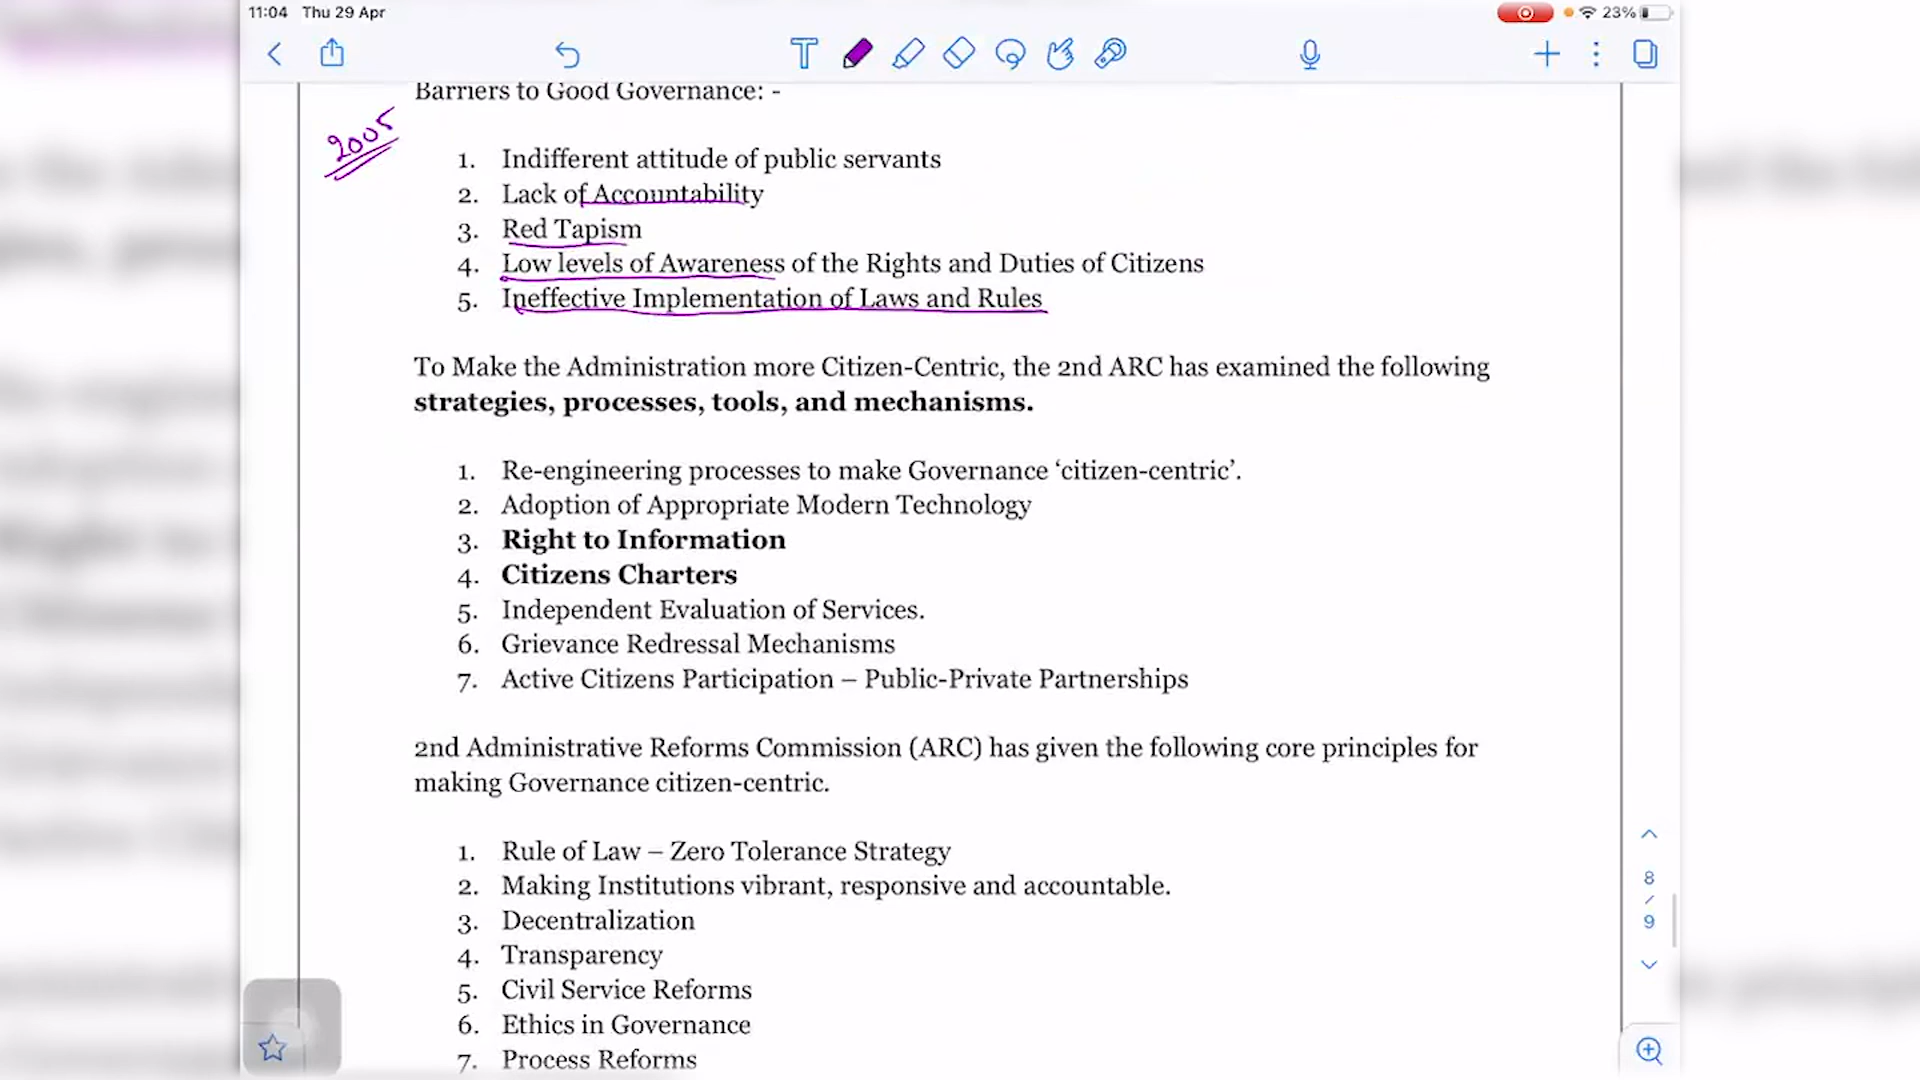 11:04 Thu 29 Apr 23%
T
Barriers to Good Governance: -
2005
1. Indifferent attitude of public servants
2. Lack of Accountability
3. Red Tapism
4. Low levels of Awareness of the Rights and Duties of Citizens
5. Ineffective Implementation of Laws and Rules
To Make the Administration more Citizen-Centric, the 2nd ARC has examined the following
strategies, processes, tools, and mechanisms.
1. Re-engineering processes to make Governance ‘citizen-centric’.
2. Adoption of Appropriate Modern Technology
3. Right to Information
4. Citizens Charters
5. Independent Evaluation of Services.
6. Grievance Redressal Mechanisms
7. Active Citizens Participation – Public-Private Partnerships
2nd Administrative Reforms Commission (ARC) has given the following core principles for
making Governance citizen-centric.
1. Rule of Law – Zero Tolerance Strategy
2. Making Institutions vibrant, responsive and accountable.
3. Decentralization
4. Transparency
5. Civil Service Reforms
6. Ethics in Governance
7. Process Reforms
8
/
9